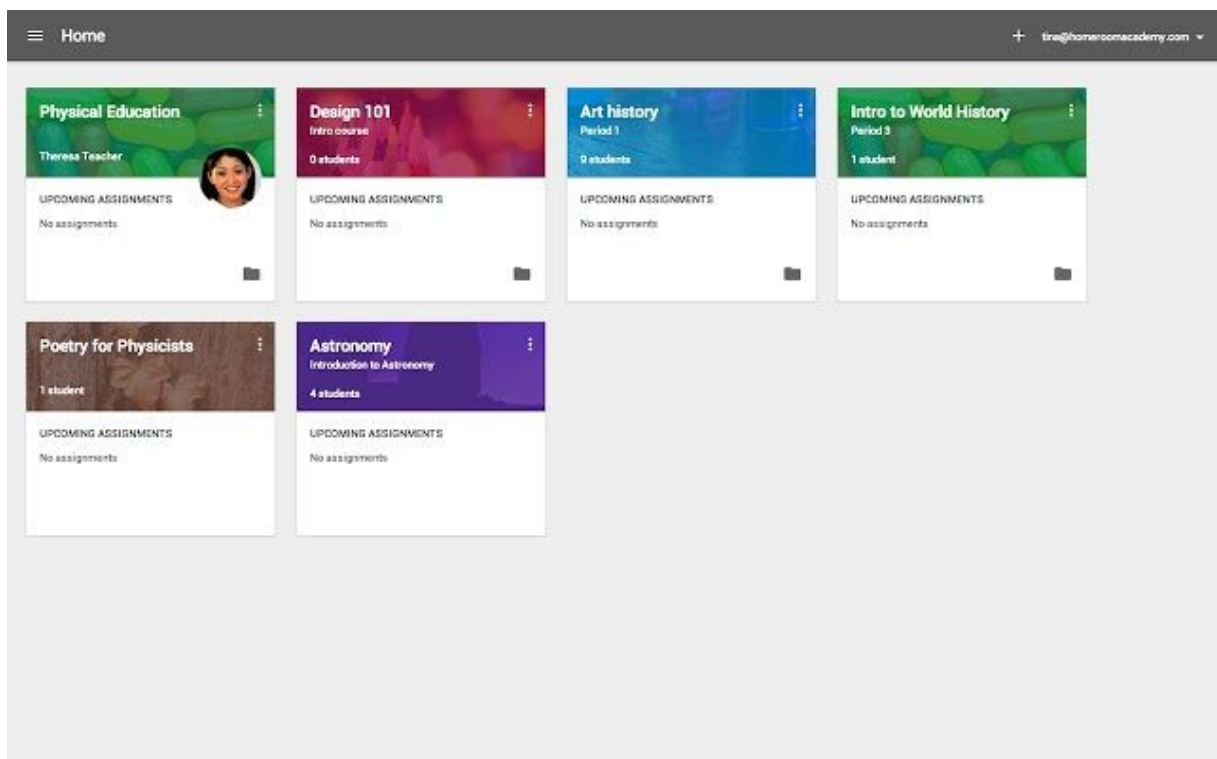 Home
tina@homeroomacademy.com
Physical Education
Theresa Teacher
UPCOMING ASSIGNMENTS
No assignments
Design 101
Intro course
0 students
UPCOMING ASSIGNMENTS
No assignments
Art history
Period 1
9 students
UPCOMING ASSIGNMENTS
No assignments
Intro to World History
Period 3
1 student
UPCOMING ASSIGNMENTS
No assignments
Poetry for Physicists
1 student
UPCOMING ASSIGNMENTS
No assignments
Astronomy
Introduction to Astronomy
4 students
UPCOMING ASSIGNMENTS
No assignments